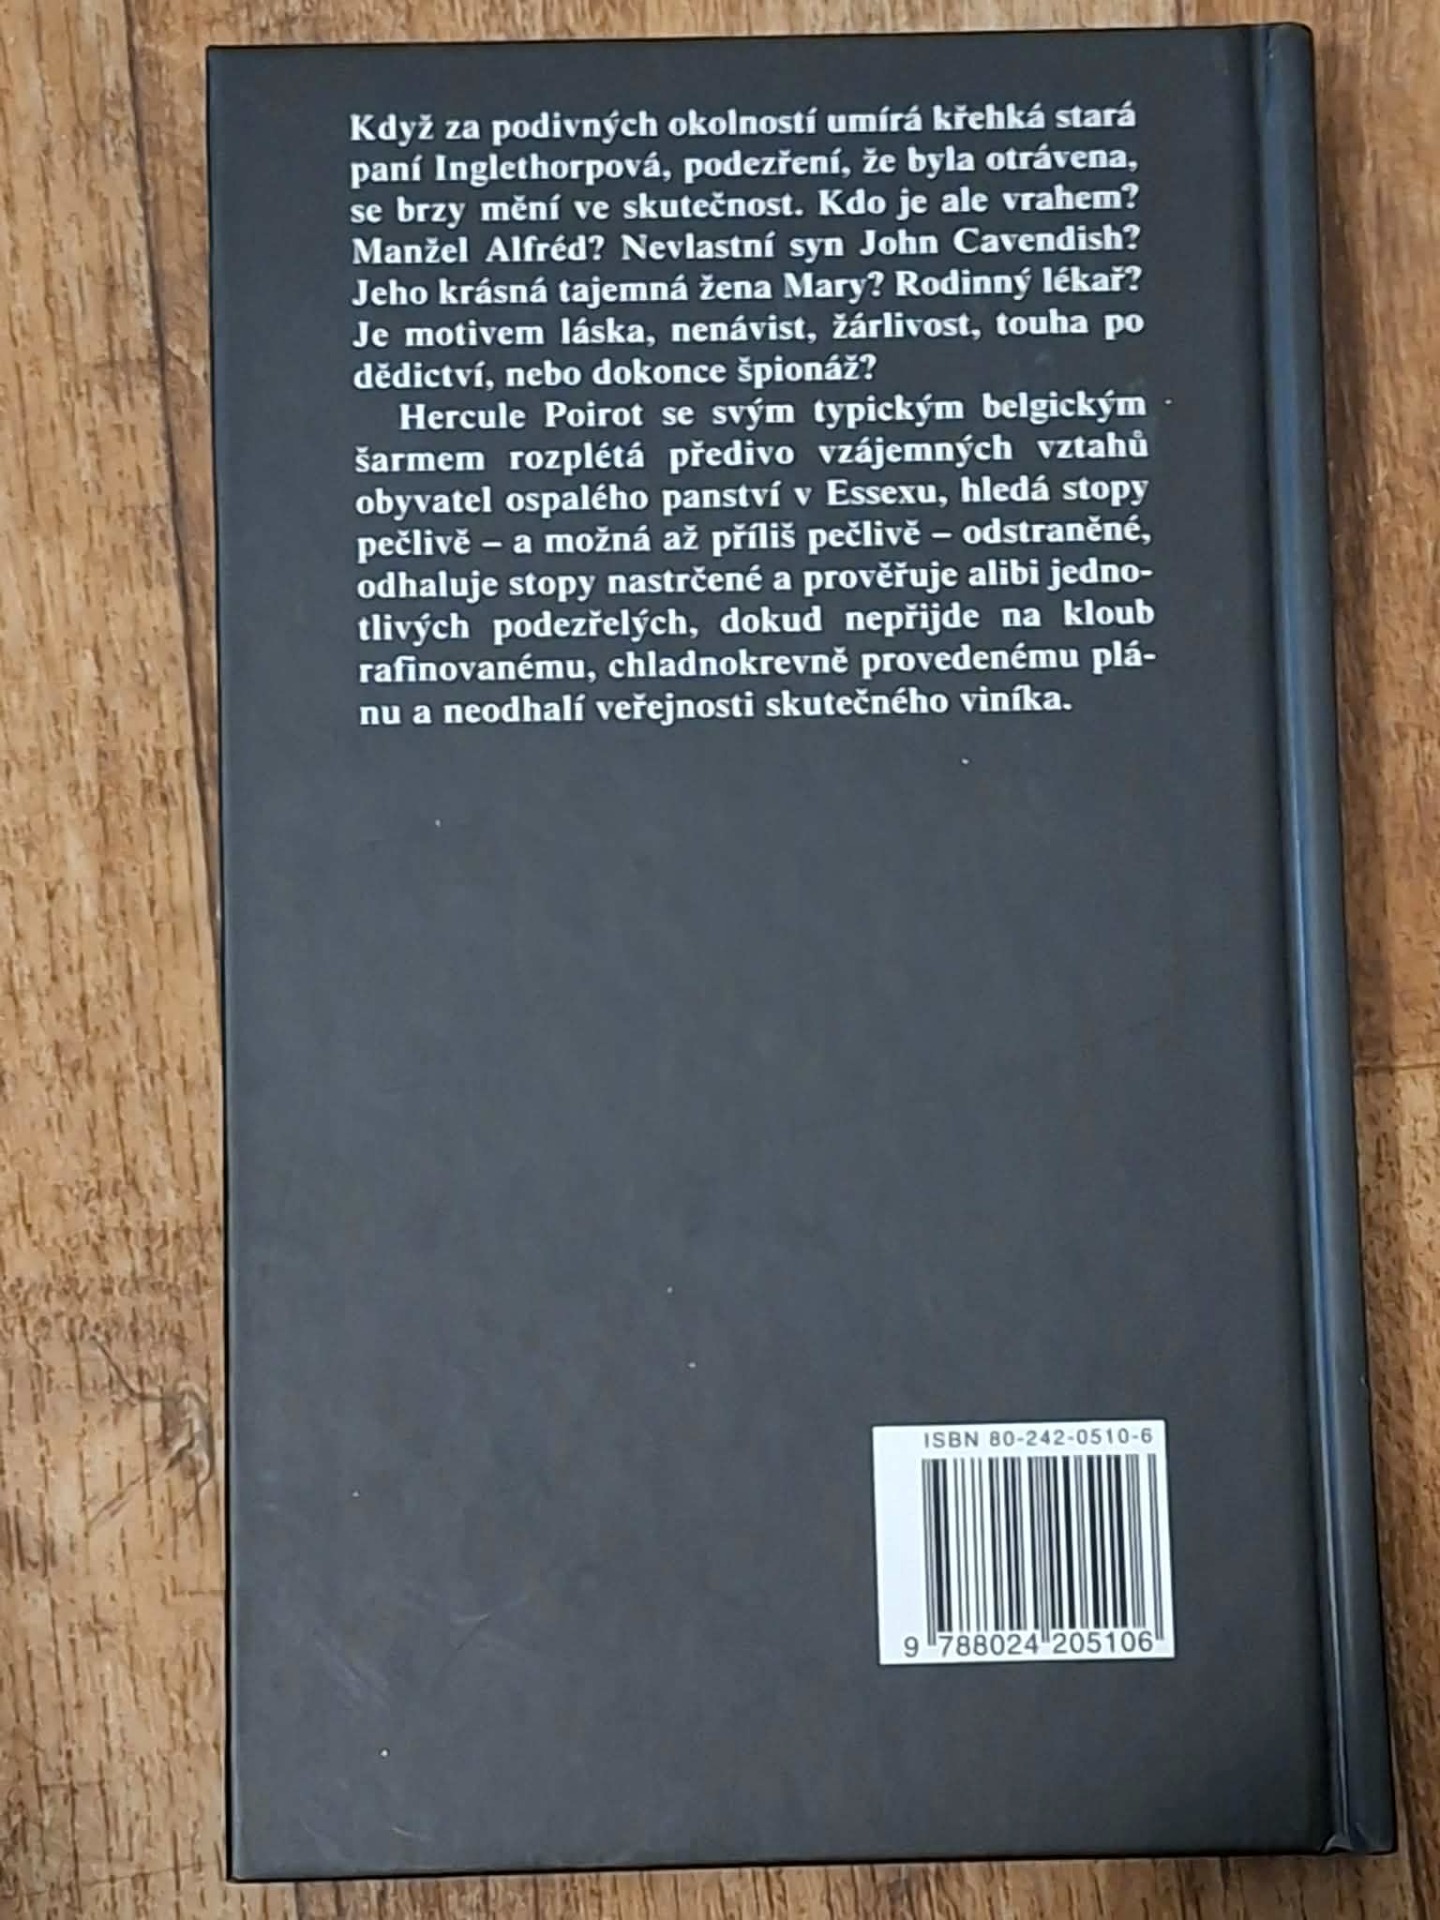 Když za podivných okolností umírá křehká stará
paní Inglethorpová, podezření, že byla otrávena,
se brzy mění ve skutečnost. Kdo je ale vrahem?
Manžel Alfréd? Nevlastní syn John Cavendish?
Jeho krásná tajemná žena Mary? Rodinný lékař?
Je motivem láska, nenávist, žárlivost, touha po
dědictví, nebo dokonce špionáž?
Hercule Poirot se svým typickým belgickým
šarmem rozplétá předivo vzájemných vztahů
obyvatel ospalého panství v Essexu, hledá stopy
pečlivě – a možná až příliš pečlivě – odstraněné,
odhaluje stopy nastrčené a prověřuje alibi jedno-
tlivých podezřelých, dokud nepřijde na kloub
rafinovanému, chladnokrevně provedenému plá-
nu a neodhalí veřejnosti skutečného viníka.
ISBN 80-242-0510-6
9 788024 205106